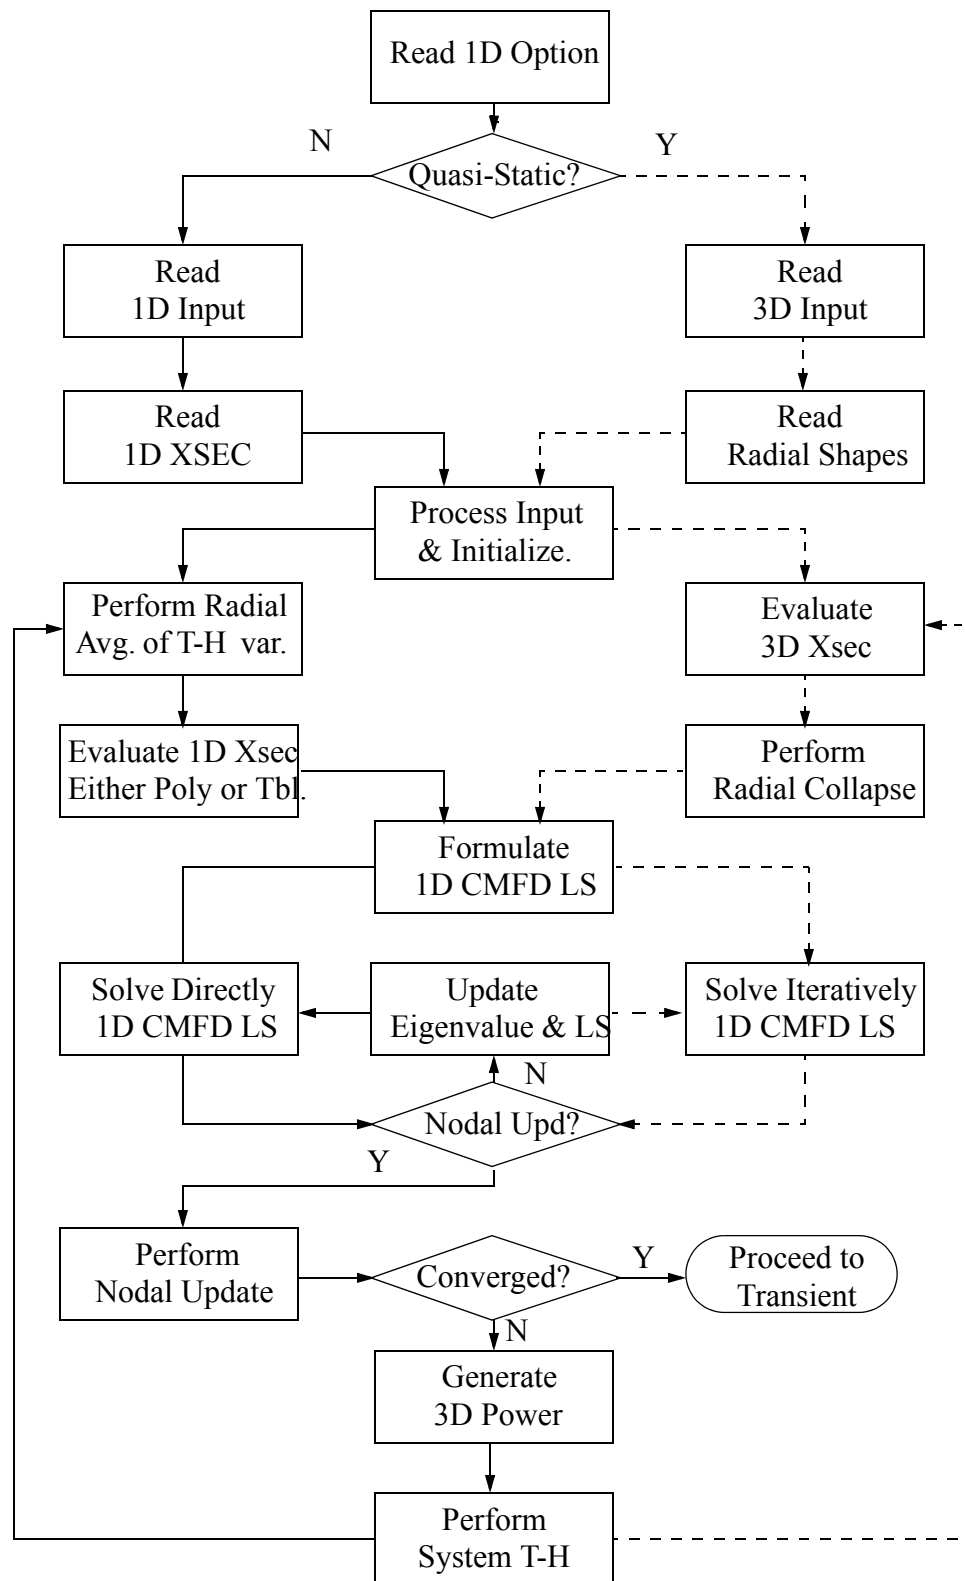 Read 1D Option
N
Y
Quasi-Static?
Read
1D Input
Read
3D Input
Read
1D XSEC
Read
Radial Shapes
Process Input
& Initialize.
Perform Radial
Avg. of T-H var.
Evaluate
3D Xsec
Evaluate 1D Xsec
Either Poly or Tbl.
Perform
Radial Collapse
Formulate
1D CMFD LS
Solve Directly
1D CMFD LS
Update
Eigenvalue & LS
Solve Iteratively
1D CMFD LS
N
Nodal Upd?
Y
Perform
Nodal Update
Converged?
Y
Proceed to
Transient
N
Generate
3D Power
Perform
System T-H